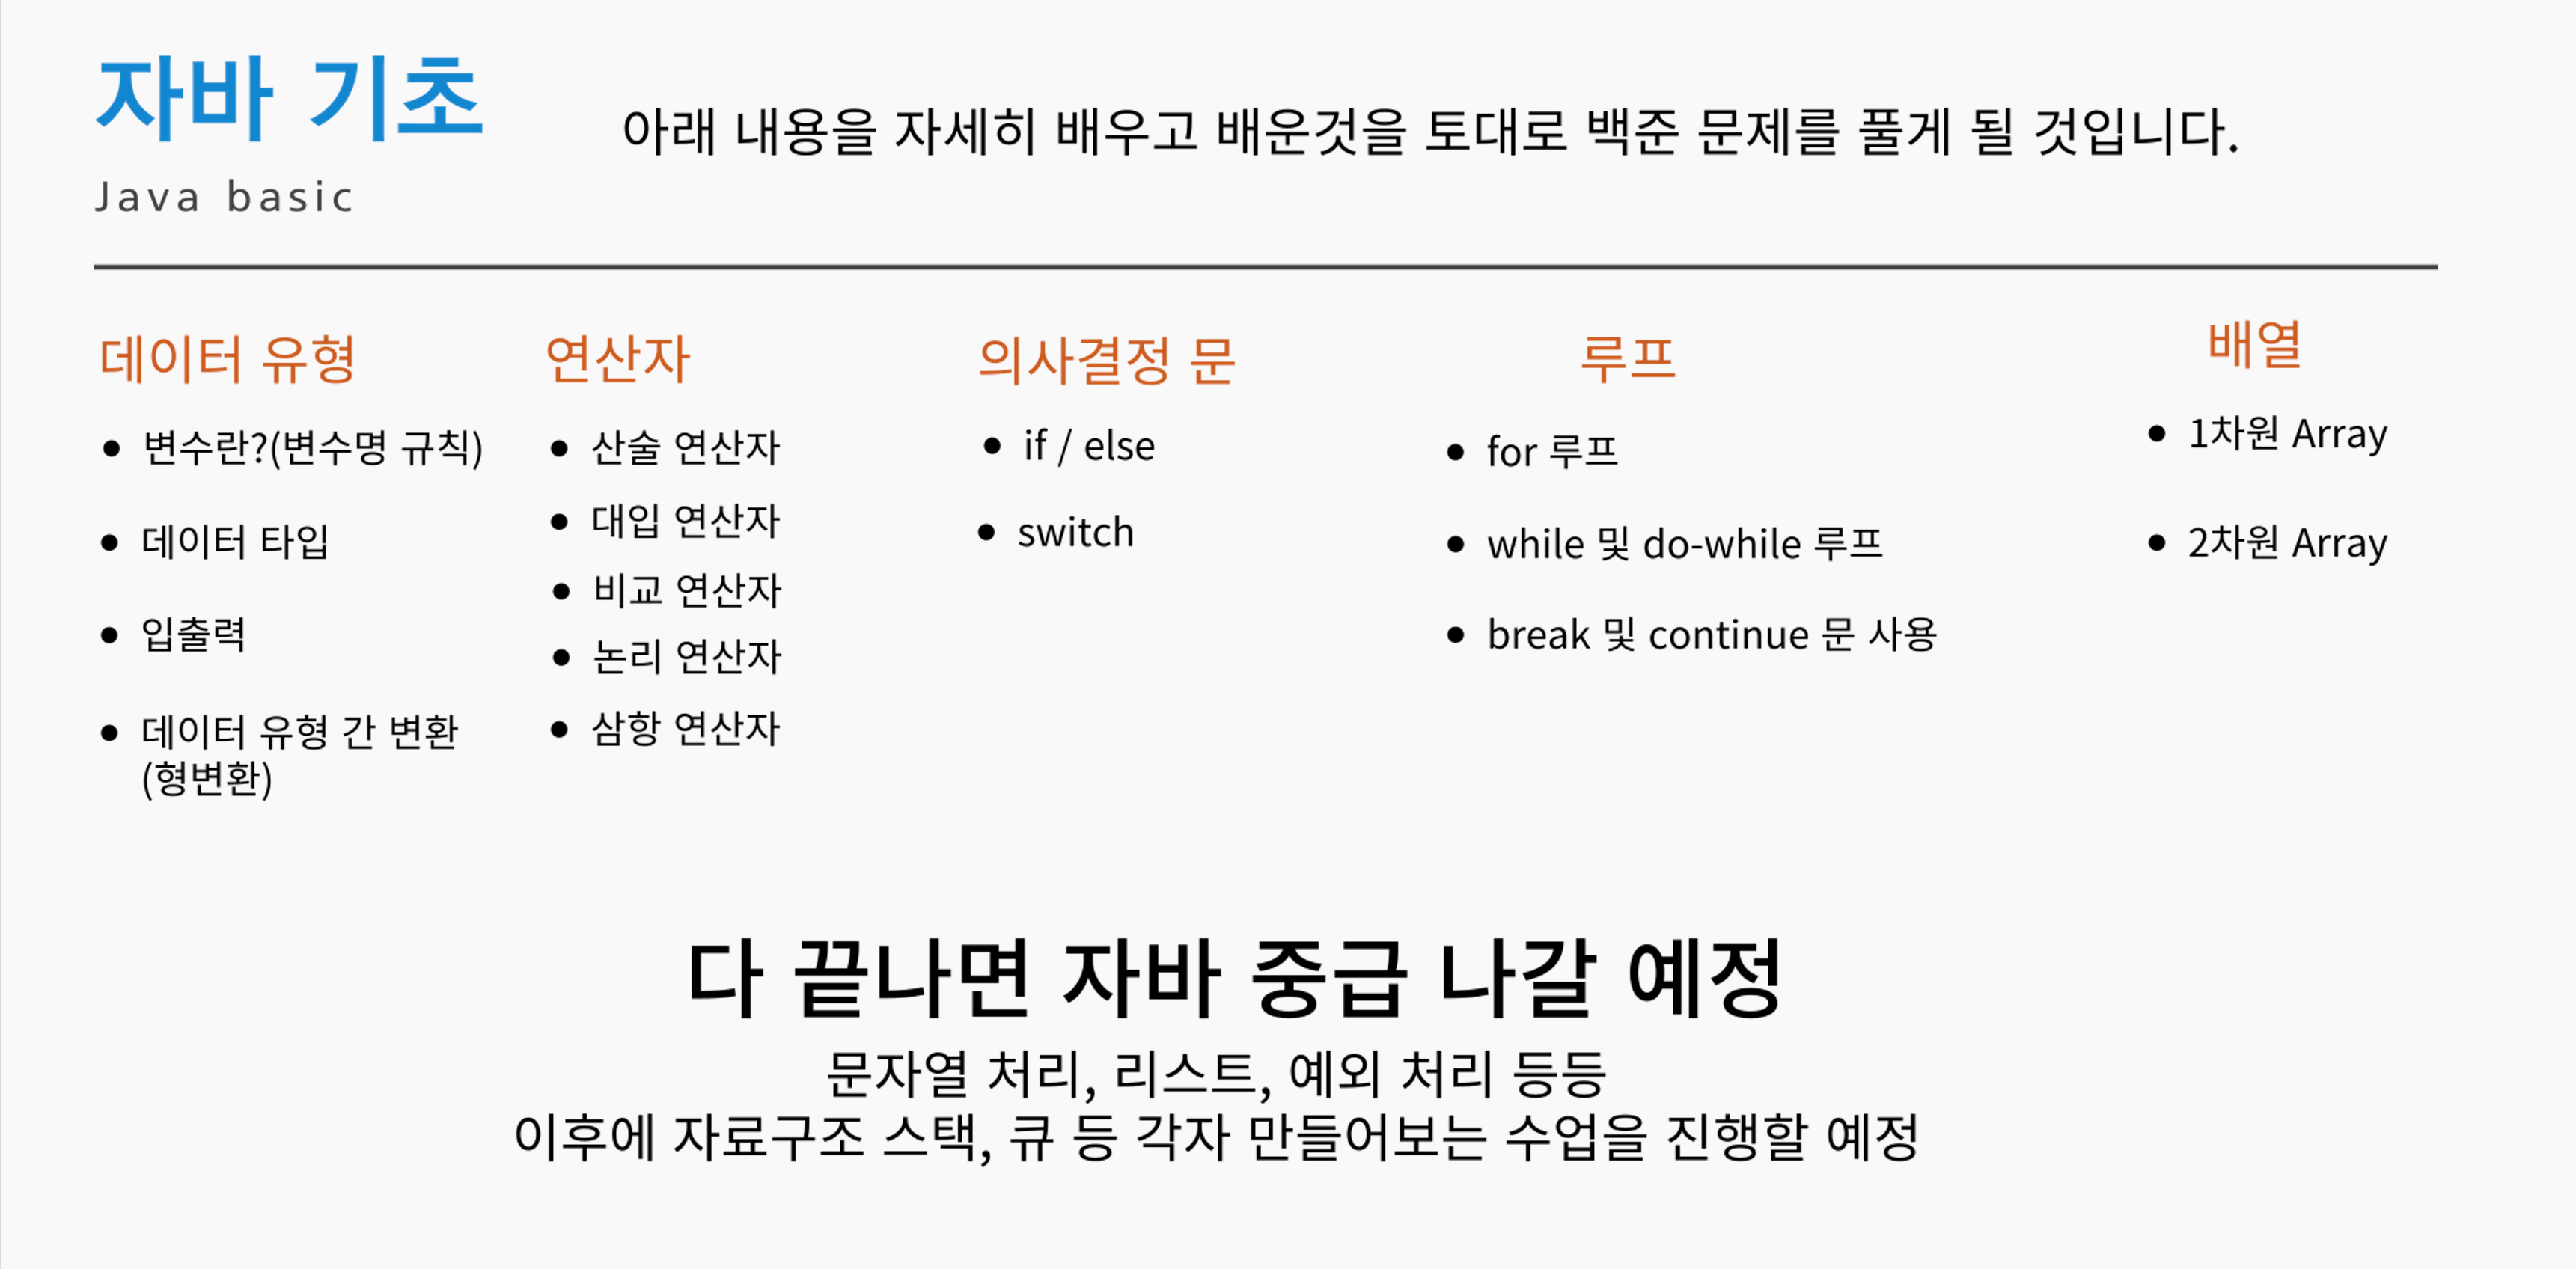 자바 기초
Java basic
아래 내용을 자세히 배우고 배운것을 토대로 백준 문제를 풀게 될 것입니다.
데이터 유형
• 변수란?(변수명 규칙)
• 데이터 타입
• 입출력
• 데이터 유형 간 변환
(형변환)
연산자
• 산술 연산자
• 대입 연산자
• 비교 연산자
• 논리 연산자
• 삼항 연산자
의사결정 문
• if / else
• switch
루프
• for 루프
• while 및 do-while 루프
• break 및 continue 문 사용
배열
• 1차원 Array
• 2차원 Array
다 끝나면 자바 중급 나갈 예정
문자열 처리, 리스트, 예외 처리 등등
이후에 자료구조 스택, 큐 등 각자 만들어보는 수업을 진행할 예정